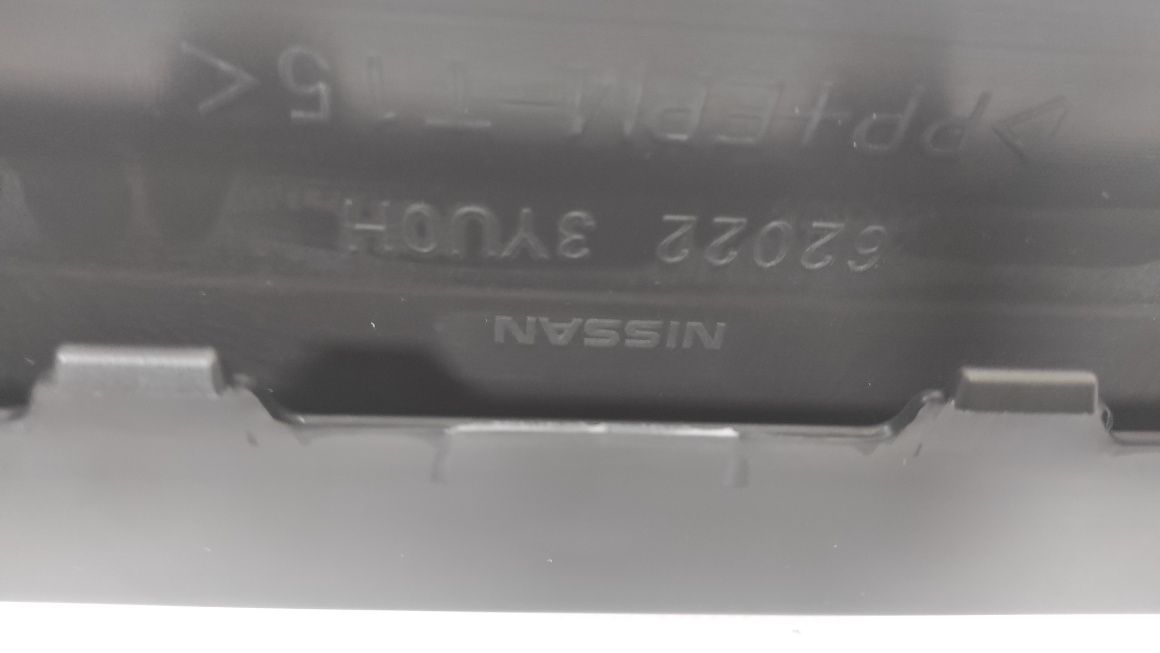 NISSAN
62022 3YU0H
>PP+EPM-T15<